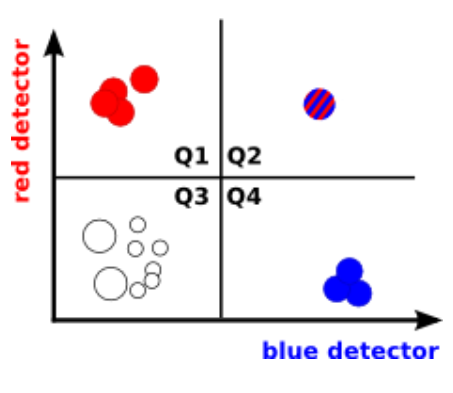 red detector
Q1 Q2
Q3 Q4
blue detector